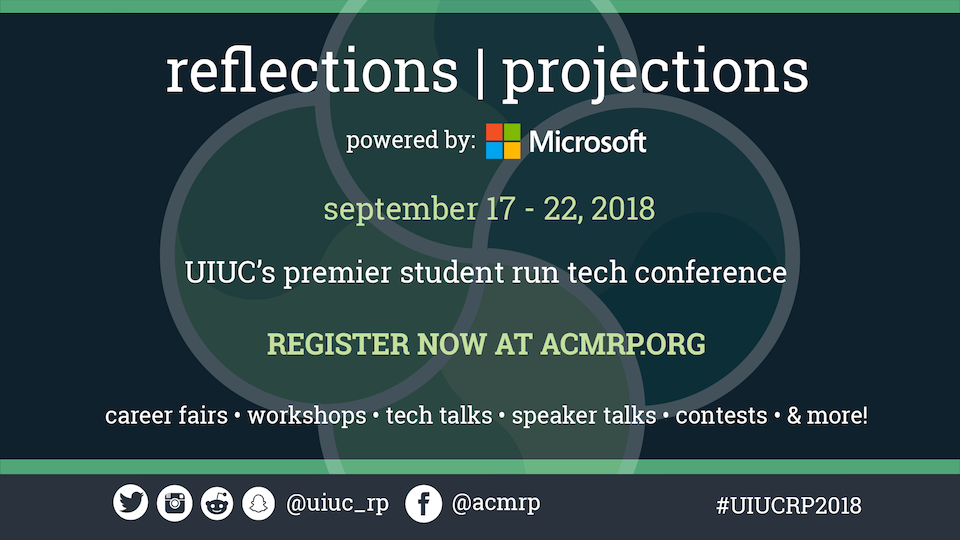 reflections | projections
powered by: Microsoft
september 17 - 22, 2018
UIUC's premier student run tech conference
REGISTER NOW AT ACMRP.ORG
career fairs • workshops • tech talks • speaker talks • contests • & more!
@uiuc_rp @acmrp #UIUCRP2018